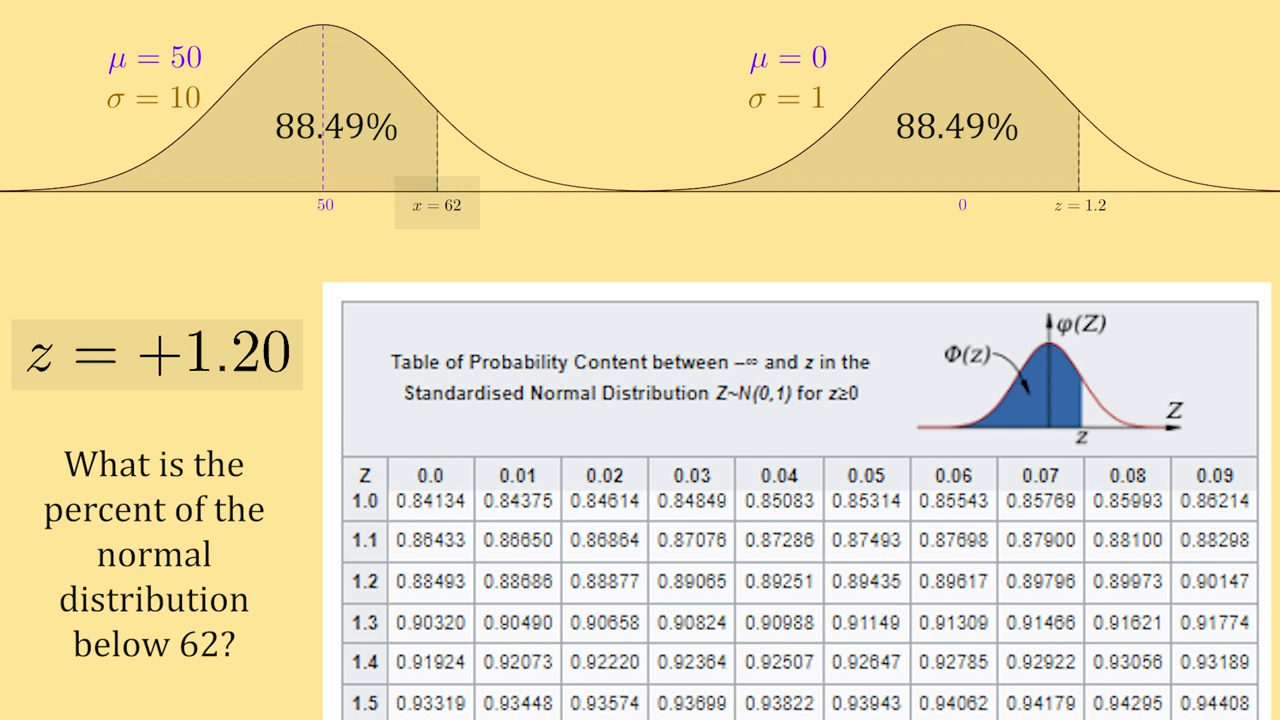 μ = 50
σ = 10
88.49%
50
x = 62
μ = 0
σ = 1
88.49%
0
z = 1.2
z = +1.20
What is the
percent of the
normal
distribution
below 62?
Table of Probability Content between −∞ and z in the
Standardised Normal Distribution Z~N(0,1) for z≥0
φ(Z)
Φ(z)
Z
z
Z 0.0 0.01 0.02 0.03 0.04 0.05 0.06 0.07 0.08 0.09
1.0 0.84134 0.84375 0.84614 0.84849 0.85083 0.85314 0.85543 0.85769 0.85993 0.86214
1.1 0.86433 0.86650 0.86864 0.87076 0.87286 0.87493 0.87698 0.87900 0.88100 0.88298
1.2 0.88493 0.88686 0.88877 0.89065 0.89251 0.89435 0.89617 0.89796 0.89973 0.90147
1.3 0.90320 0.90490 0.90658 0.90824 0.90988 0.91149 0.91309 0.91466 0.91621 0.91774
1.4 0.91924 0.92073 0.92220 0.92364 0.92507 0.92647 0.92785 0.92922 0.93056 0.93189
1.5 0.93319 0.93448 0.93574 0.93699 0.93822 0.93943 0.94062 0.94179 0.94295 0.94408